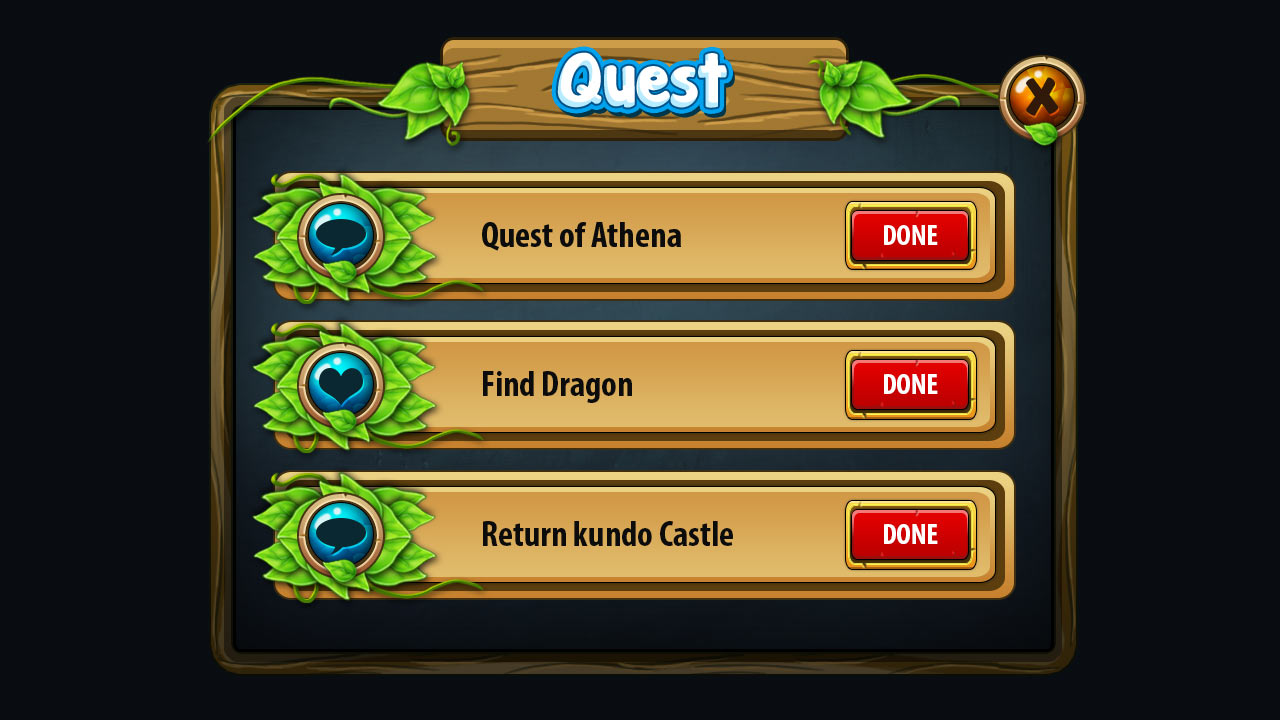 Quest
X
Quest of Athena
DONE
Find Dragon
DONE
Return kundo Castle
DONE